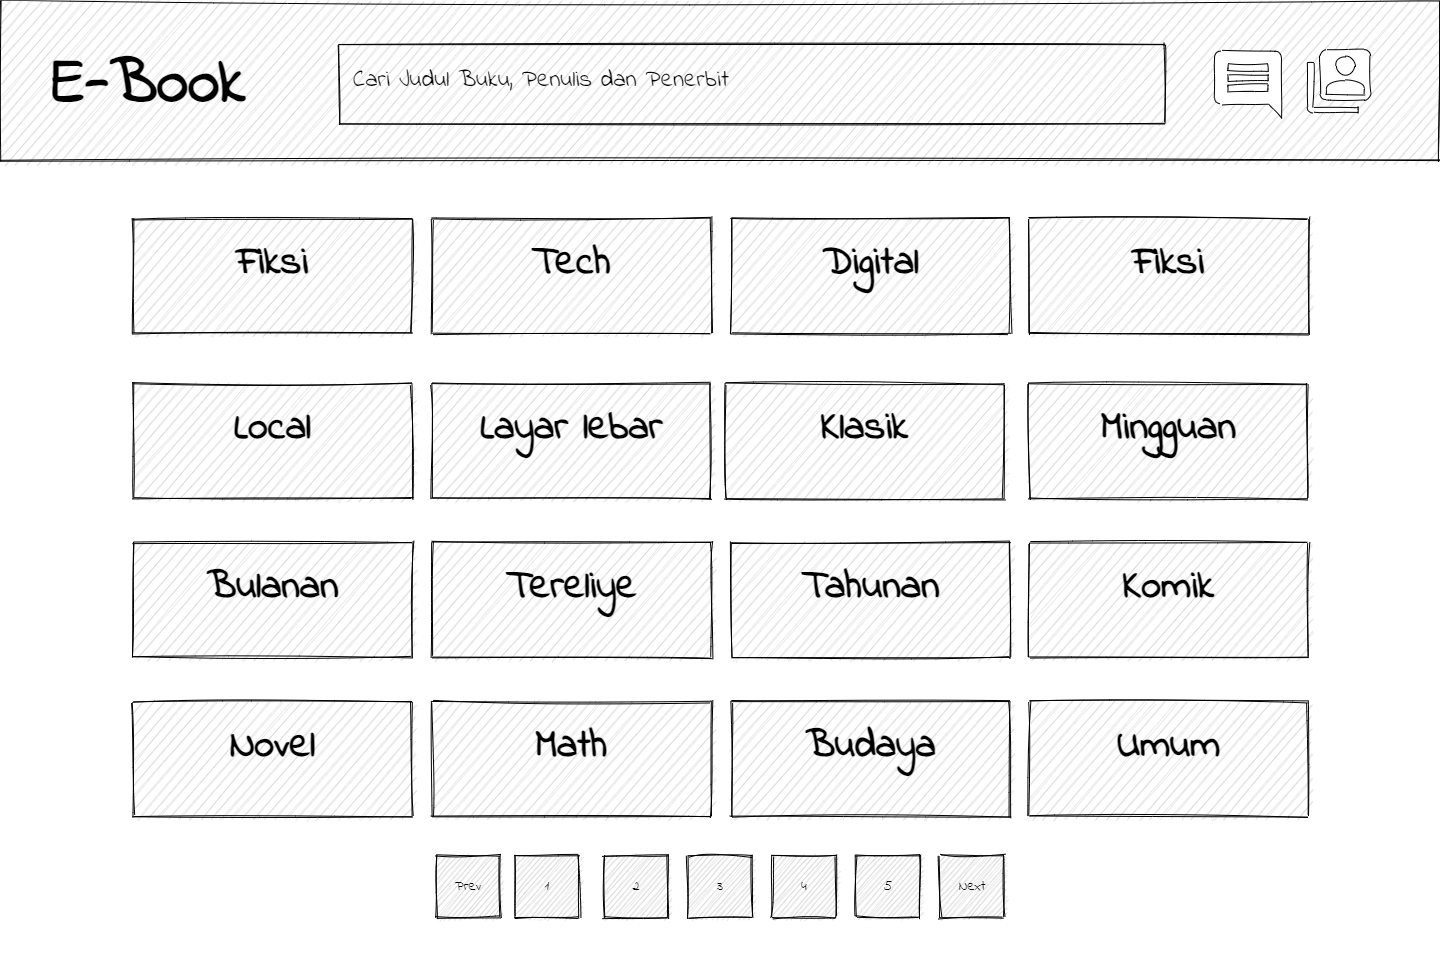 E-Book
Cari Judul Buku, Penulis dan Penerbit
Fiksi
Tech
Digital
Fiksi
Local
Layar lebar
Klasik
Mingguan
Bulanan
Tereliye
Tahunan
Komik
Novel
Math
Budaya
Umum
Prev
1
2
3
4
5
Next